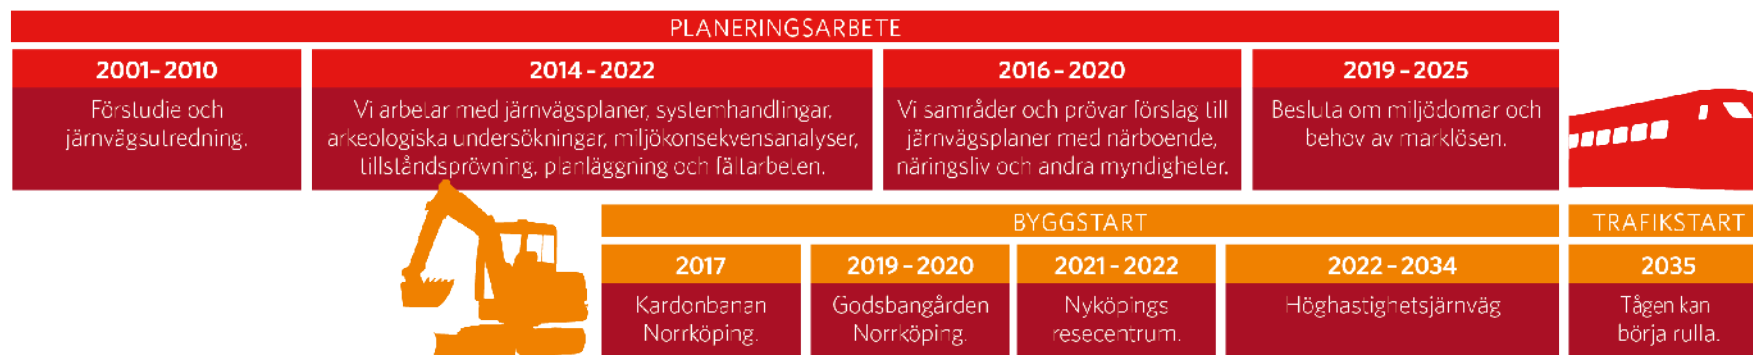 PLANERINGSARBETE
2001–2010
Förstudie och
järnvägsutredning.
2014–2022
Vi arbetar med järnvägsplaner, systemhandlingar,
arkeologiska undersökningar, miljökonsekvensanalyser,
tillståndsprövning, planläggning och fältarbeten.
2016–2020
Vi samråder och prövar förslag till
järnvägsplaner med närboende,
näringsliv och andra myndigheter.
2019–2025
Besluta om miljödomar och
behov av marklösen.
BYGGSTART
2017
Kardonbanan
Norrköping.
2019–2020
Godsbangården
Norrköping.
2021–2022
Nyköpings
resecentrum.
2022–2034
Höghastighetsjärnväg
TRAFIKSTART
2035
Tågen kan
börja rulla.